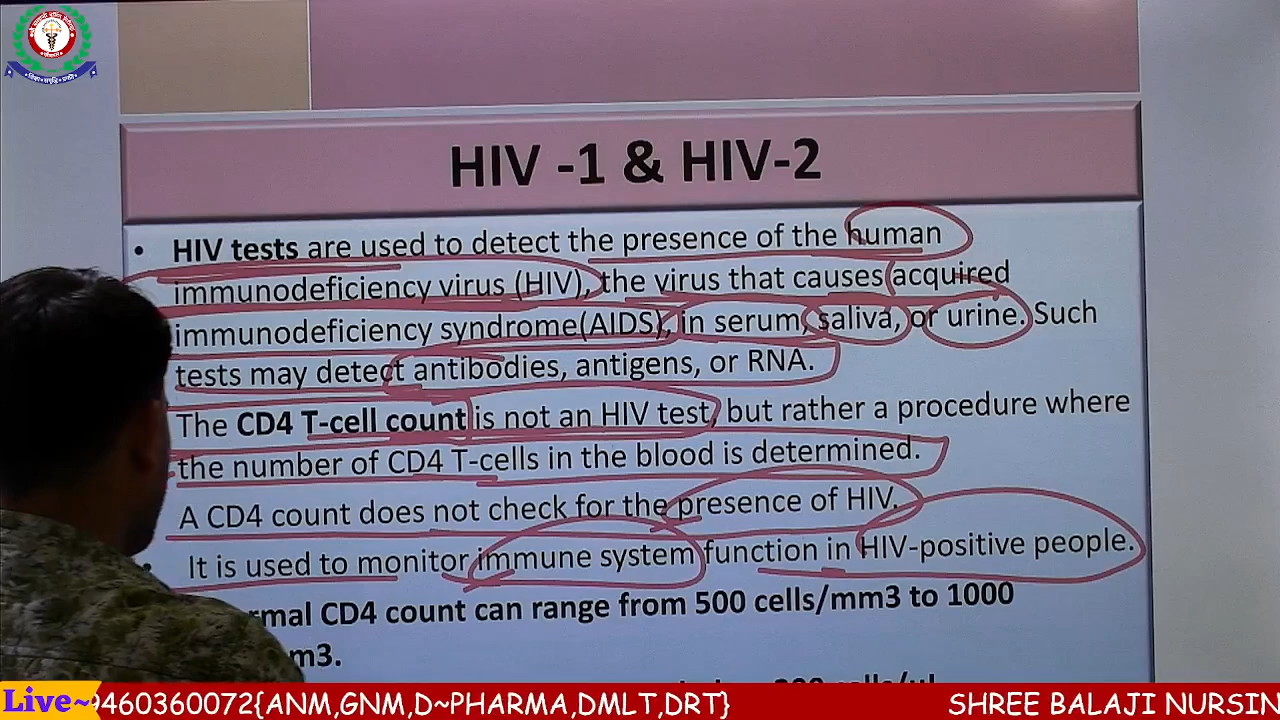 HIV -1 & HIV-2
• HIV tests are used to detect the presence of the human
immunodeficiency virus (HIV), the virus that causes acquired
immunodeficiency syndrome(AIDS), in serum, saliva, or urine. Such
tests may detect antibodies, antigens, or RNA.
The CD4 T-cell count is not an HIV test, but rather a procedure where
the number of CD4 T-cells in the blood is determined.
A CD4 count does not check for the presence of HIV.
• It is used to monitor immune system function in HIV-positive people.
CD4 count can range from 500 cells/mm3 to 1000
Live~ 9460360072{ANM,GNM,D~PHARMA,DMLT,DRT} SHREE BALAJI NURSIN